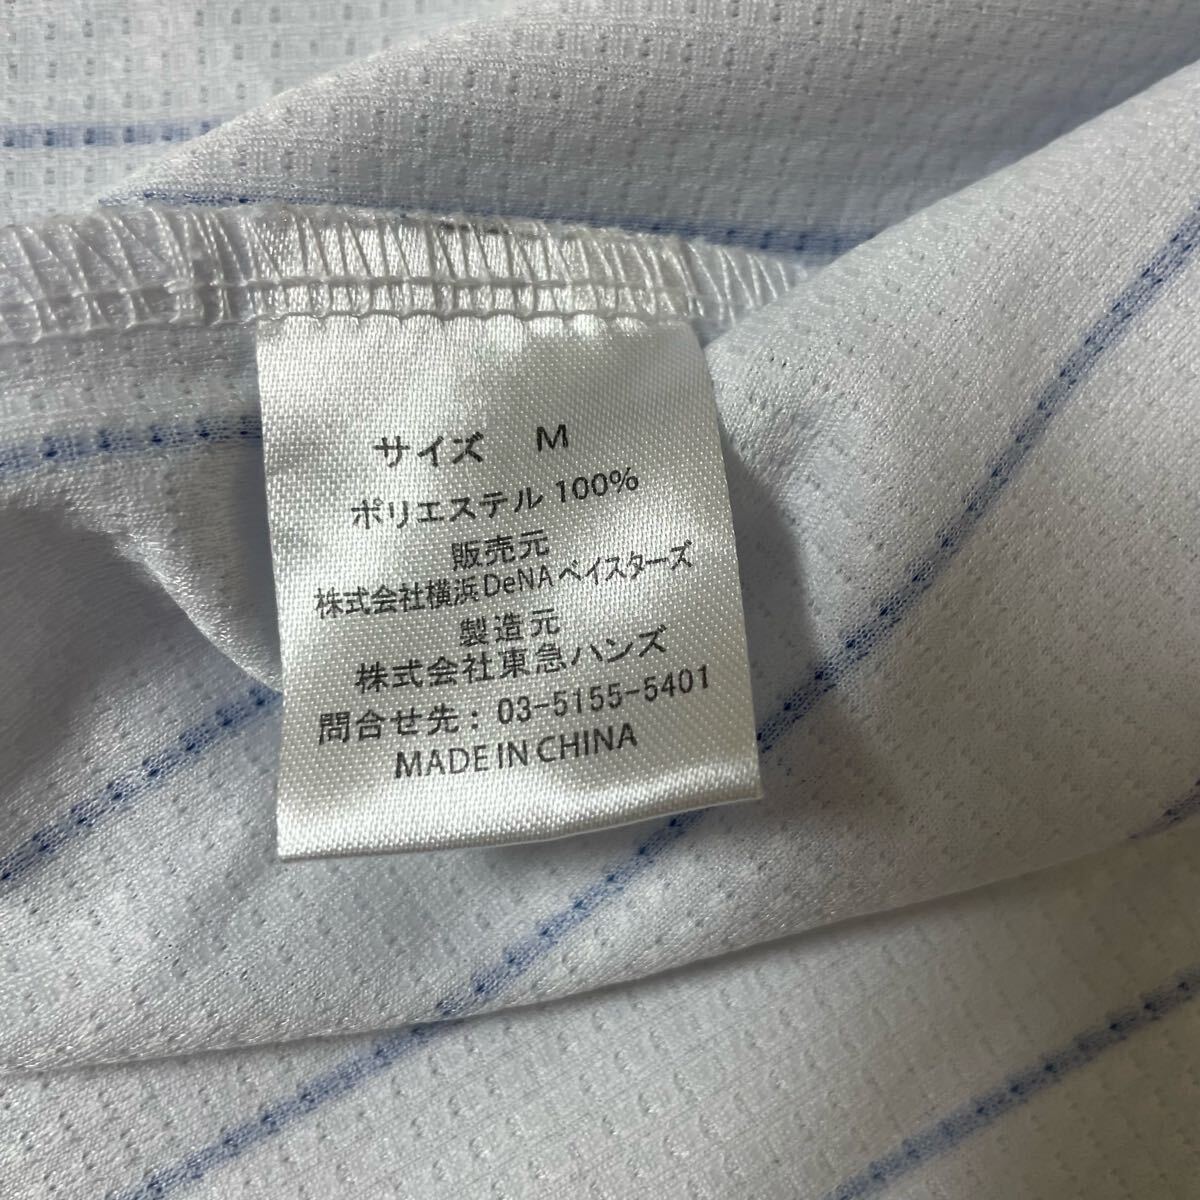 サイズ M
ポリエステル 100%
販売元
株式会社横浜DeNAベイスターズ
製造元
株式会社東急ハンズ
問合せ先: 03-5155-5401
MADE IN CHINA